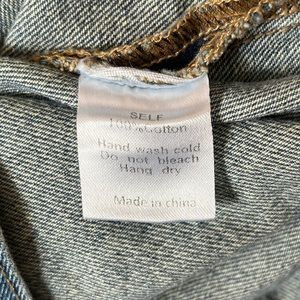 SELF
100%Cotton
Hand wash cold
Do not bleach
Hang dry
Made in china